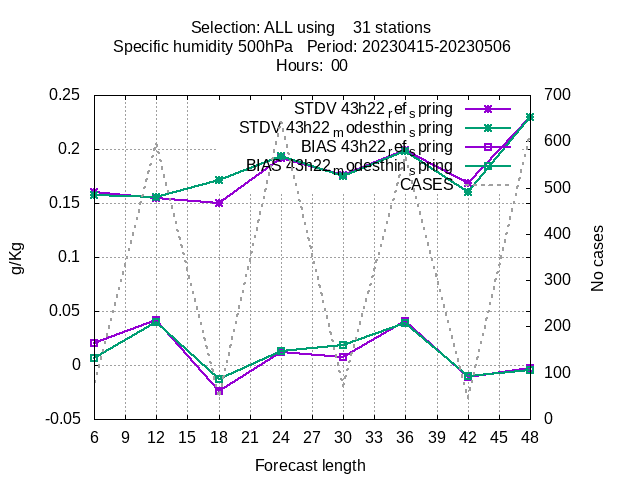 Selection: ALL using    31 stations
Specific humidity 500hPa   Period: 20230415-20230506
Hours:  00
STDV 43h22_ref_spring
STDV 43h22_modesthin_spring
BIAS 43h22_ref_spring
BIAS 43h22_modesthin_spring
CASES
0.25
0.2
0.15
0.1
0.05
0
-0.05
g/Kg
700
600
500
400
300
200
100
0
No cases
6 9 12 15 18 21 24 27 30 33 36 39 42 45 48
Forecast length